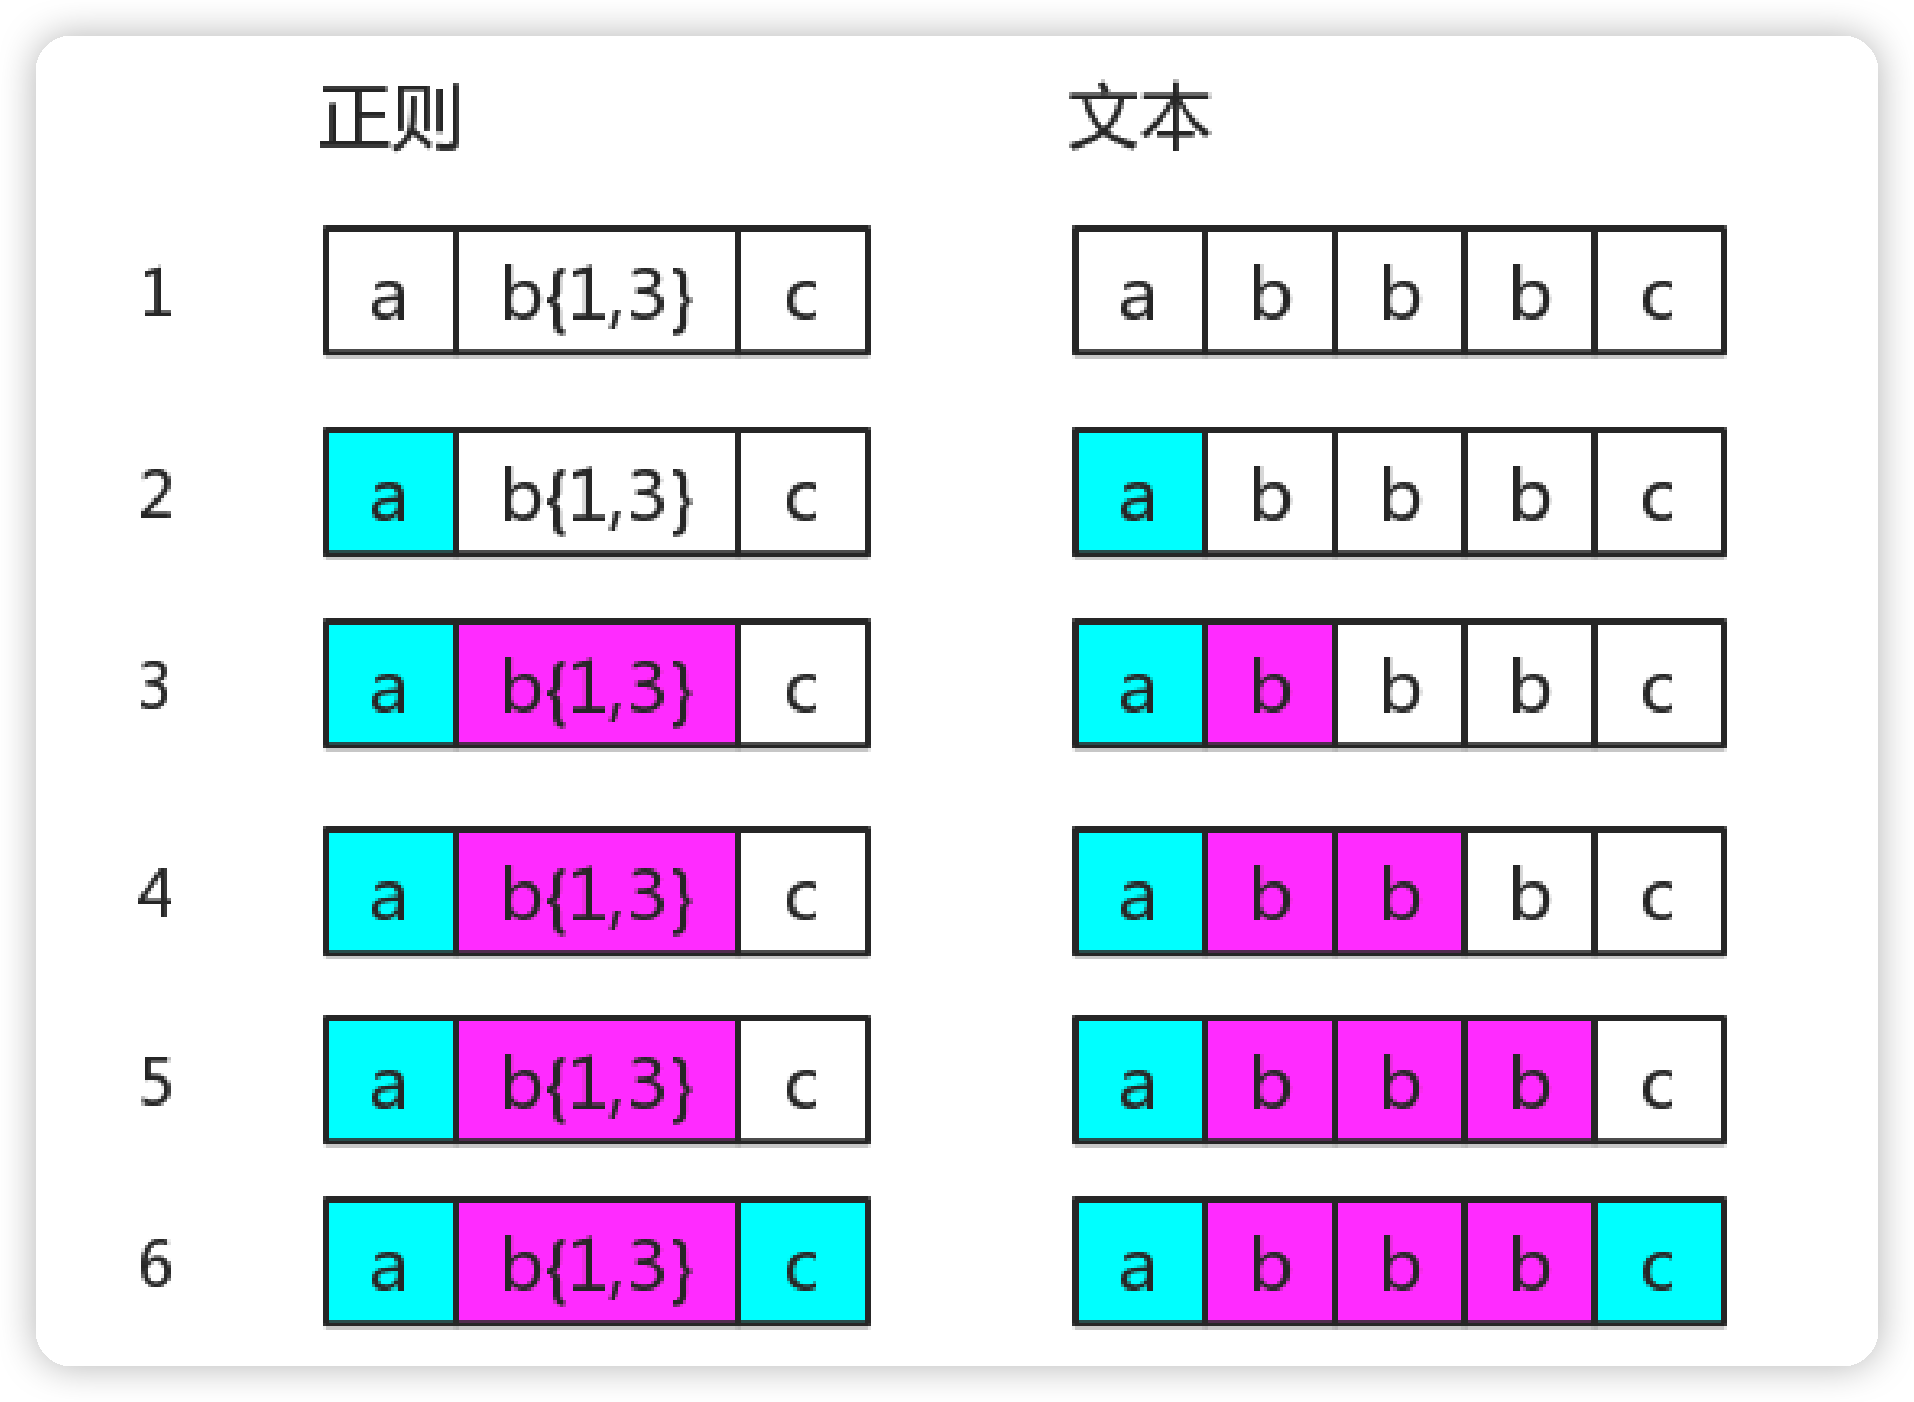 正则 文本
1 a b{1,3} c a b b b c
2 a b{1,3} c a b b b c
3 a b{1,3} c a b b b c
4 a b{1,3} c a b b b c
5 a b{1,3} c a b b b c
6 a b{1,3} c a b b b c